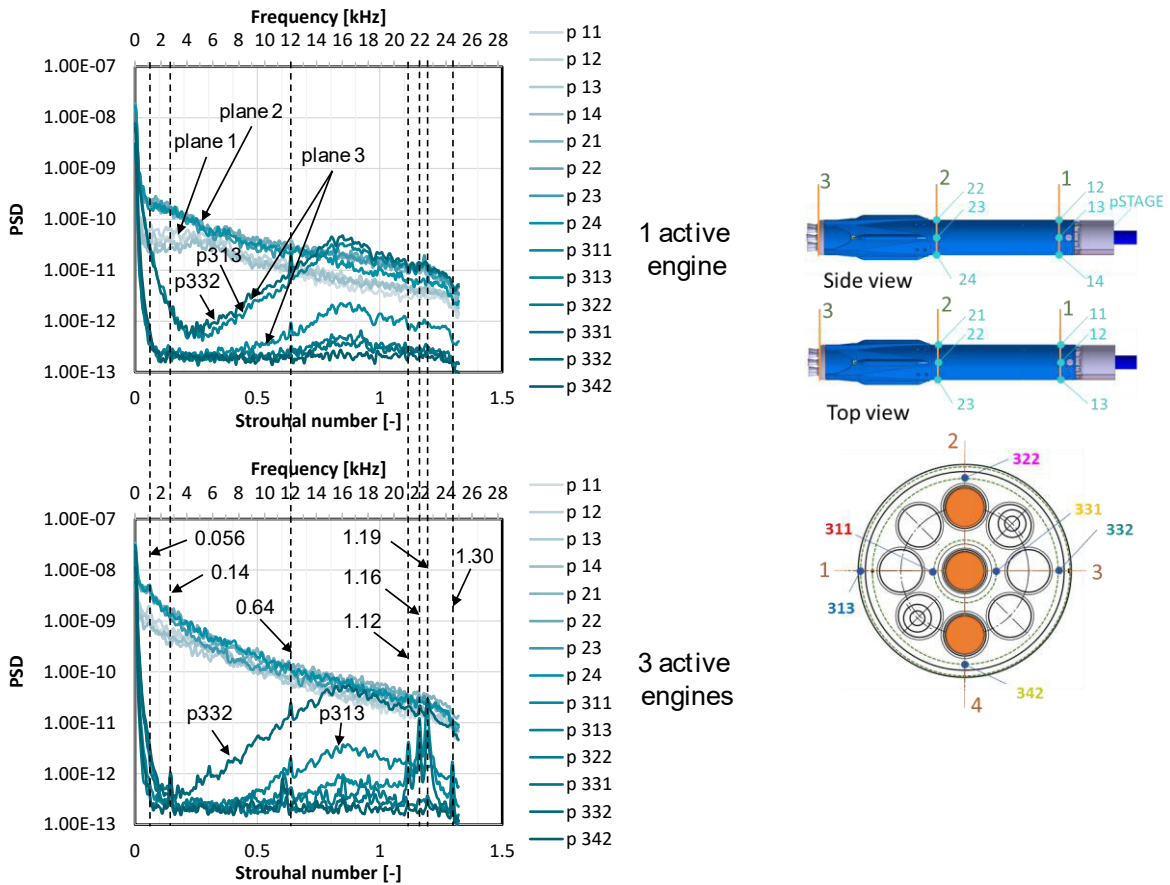 Frequency [kHz]
0 2 4 6 8 10 12 14 16 18 20 22 24 26 28
1.00E-07
1.00E-08
1.00E-09
1.00E-10
1.00E-11
1.00E-12
1.00E-13
PSD
plane 1
plane 2
plane 3
p313
p332
0 0.5 1 1.5
Strouhal number [-]
p 11
p 12
p 13
p 14
p 21
p 22
p 23
p 24
p 311
p 313
p 322
p 331
p 332
p 342
1 active
engine
3
2
1
22
23
24
12
13
14
pSTAGE
Side view
3
2
1
21
22
23
11
12
13
Top view
Frequency [kHz]
0 2 4 6 8 10 12 14 16 18 20 22 24 26 28
1.00E-07
1.00E-08
1.00E-09
1.00E-10
1.00E-11
1.00E-12
1.00E-13
PSD
0.056
0.14
0.64
1.19
1.16
1.12
1.30
p332
p313
0 0.5 1 1.5
Strouhal number [-]
p 11
p 12
p 13
p 14
p 21
p 22
p 23
p 24
p 311
p 313
p 322
p 331
p 332
p 342
3 active
engines
2
322
331
311
332
1
3
313
342
4